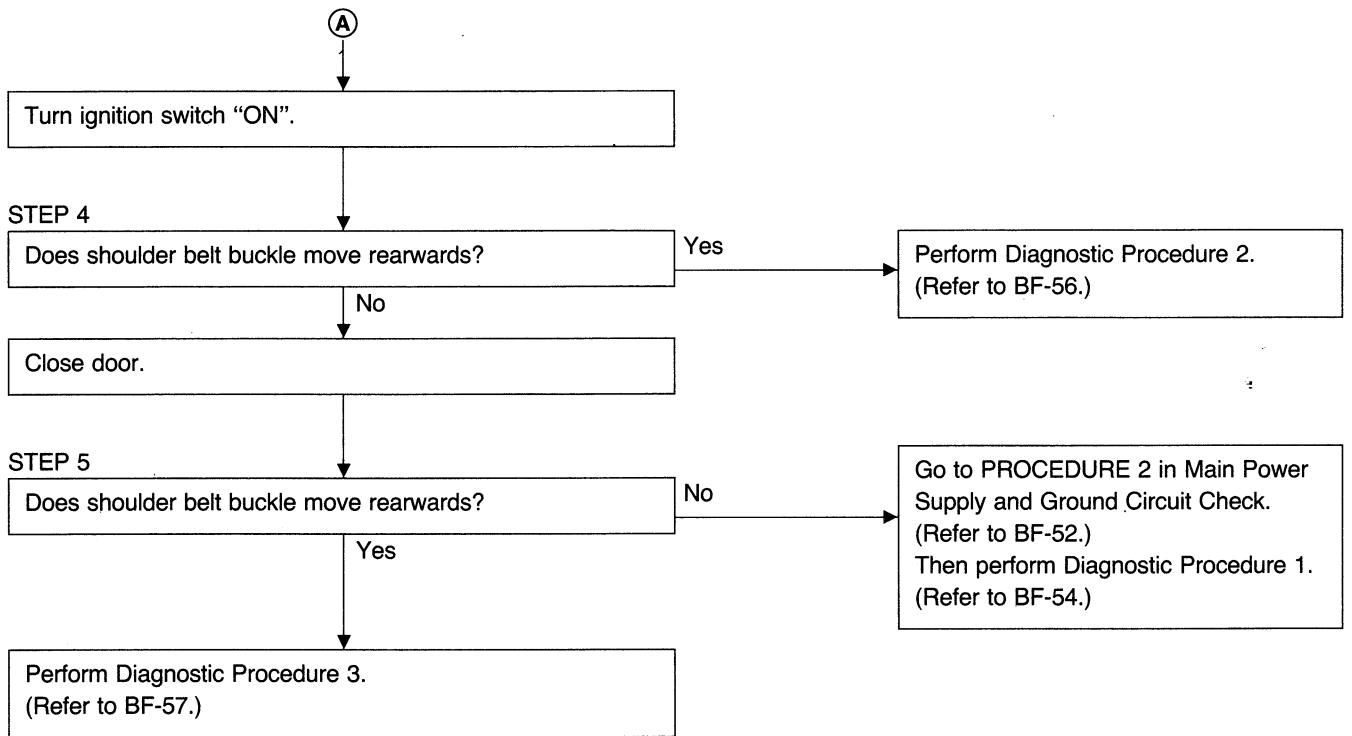 A
Turn ignition switch “ON”.
STEP 4
Does shoulder belt buckle move rearwards?
Yes
Perform Diagnostic Procedure 2.
(Refer to BF-56.)
No
Close door.
STEP 5
Does shoulder belt buckle move rearwards?
No
Go to PROCEDURE 2 in Main Power
Supply and Ground Circuit Check.
(Refer to BF-52.)
Then perform Diagnostic Procedure 1.
(Refer to BF-54.)
Yes
Perform Diagnostic Procedure 3.
(Refer to BF-57.)